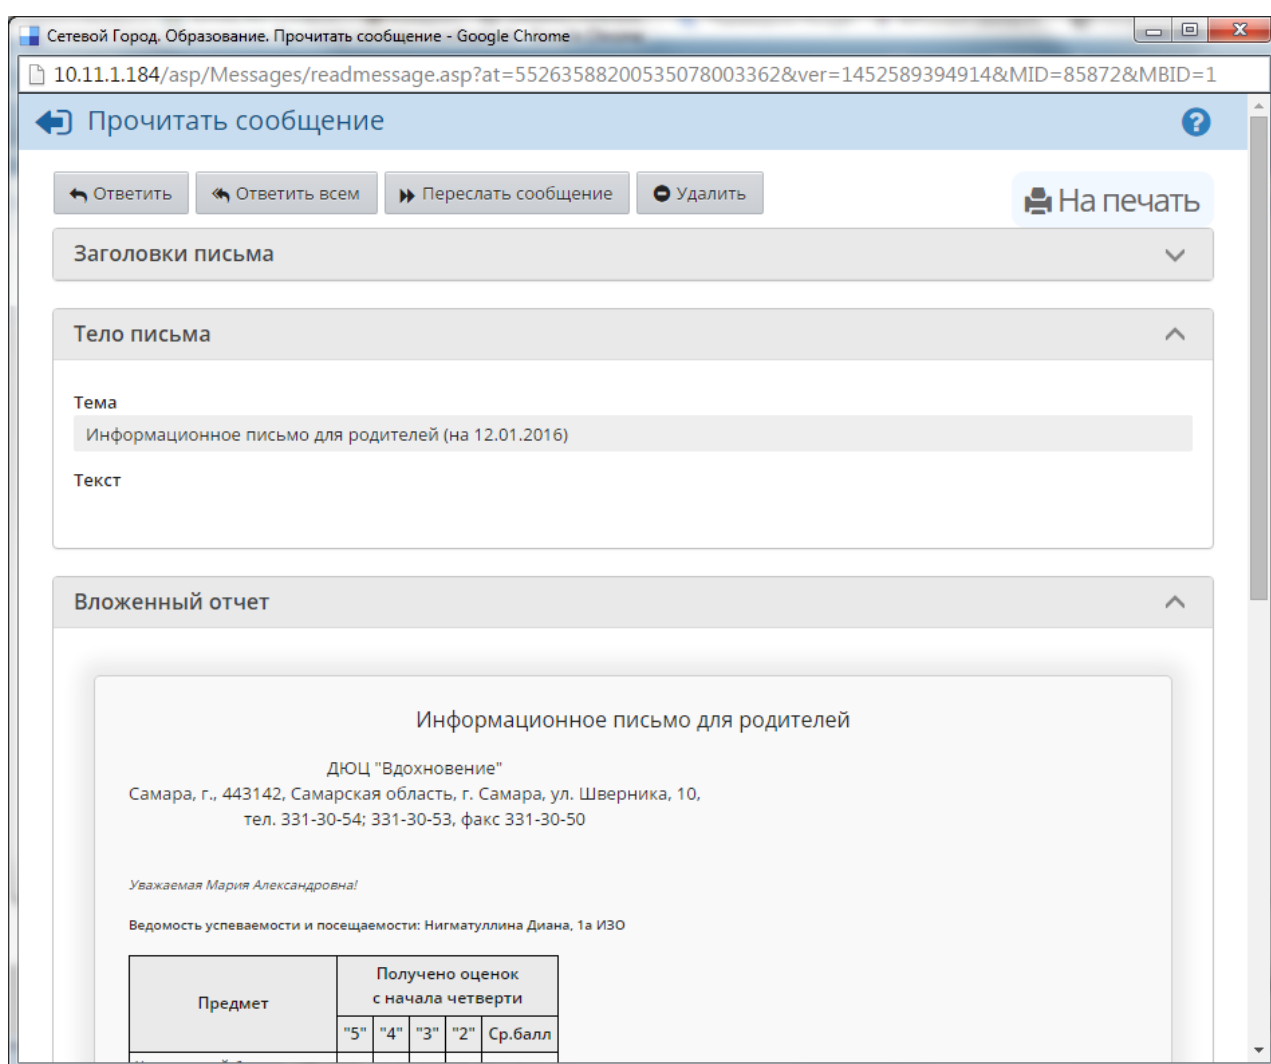 Сетевой Город. Образование. Прочитать сообщение - Google Chrome
10.11.1.184/asp/Messages/readmessage.asp?at=55263588200535078003362&ver=1452589394914&MID=85872&MBID=1
Прочитать сообщение
Ответить Ответить всем Переслать сообщение Удалить На печать
Заголовки письма
Тело письма
Тема
Информационное письмо для родителей (на 12.01.2016)
Текст
Вложенный отчет
Информационное письмо для родителей
ДЮЦ "Вдохновение"
Самара, г., 443142, Самарская область, г. Самара, ул. Шверника, 10,
тел. 331-30-54; 331-30-53, факс 331-30-50
Уважаемая Мария Александровна!
Ведомость успеваемости и посещаемости: Нигматуллина Диана, 1а ИЗО
Предмет
Получено оценок
с начала четверти
"5" "4" "3" "2" Ср.балл